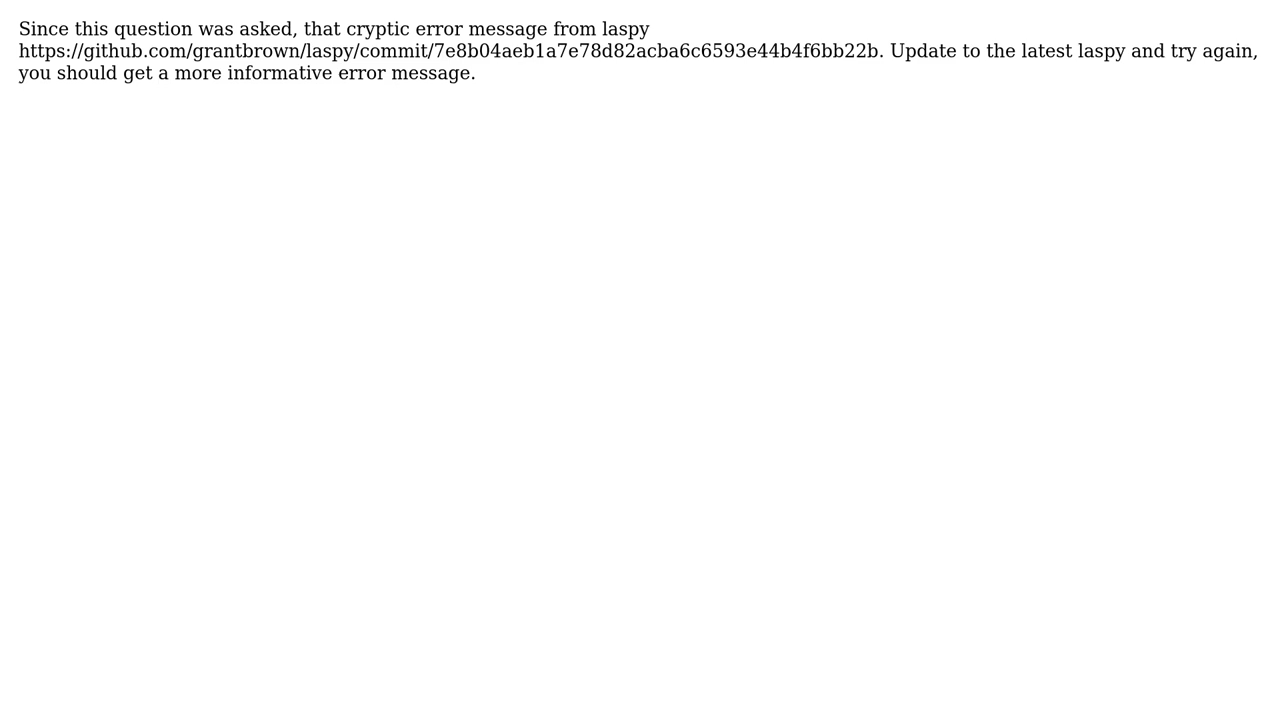 Since this question was asked, that cryptic error message from laspy
https://github.com/grantbrown/laspy/commit/7e8b04aeb1a7e78d82acba6c6593e44b4f6bb22b. Update to the latest laspy and try again,
you should get a more informative error message.